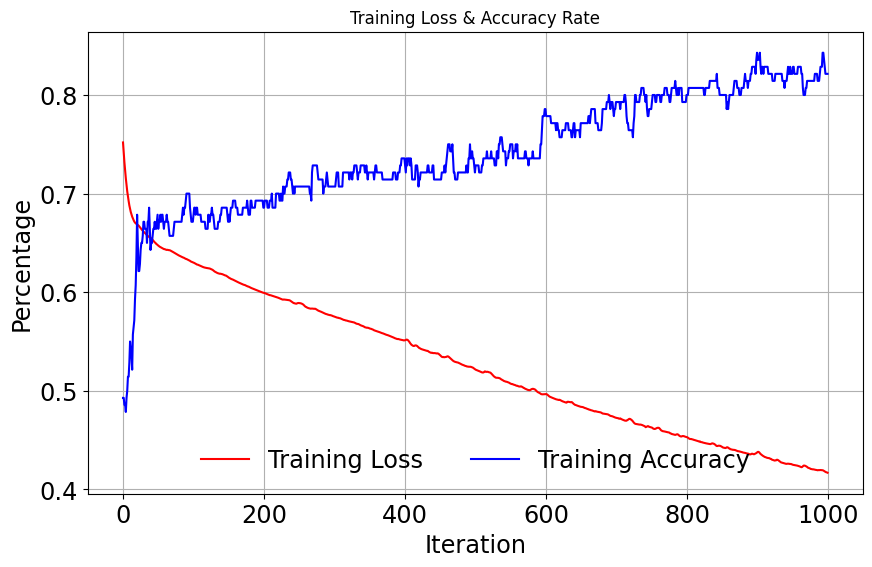 Training Loss & Accuracy Rate
Percentage
0.8
0.7
0.6
0.5
0.4
Training Loss Training Accuracy
0 200 400 600 800 1000
Iteration